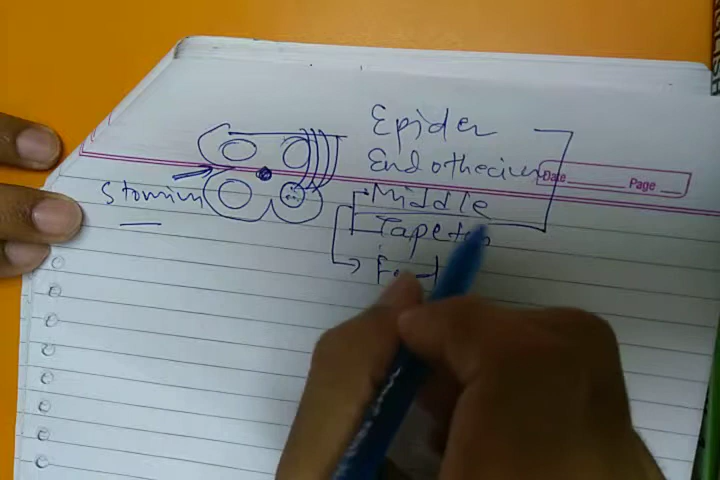 Epider
Endothecium
Date Page
Stomium
Middle
Tapetum